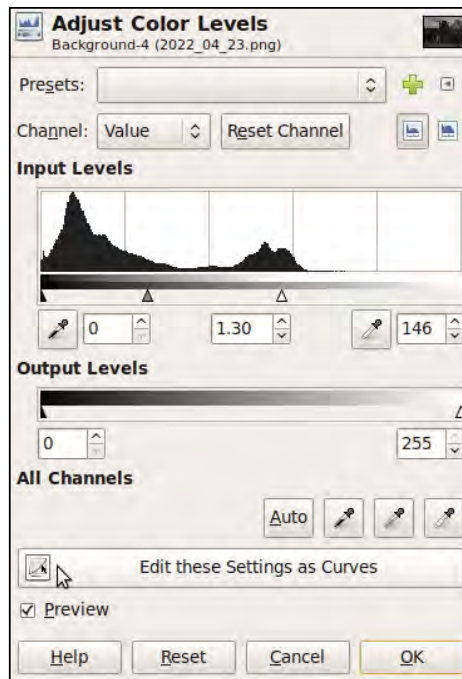 Adjust Color Levels
Background-4 (2022_04_23.png)
Presets:
Channel: Value Reset Channel
Input Levels
0 1.30 146
Output Levels
0 255
All Channels
Auto
Edit these Settings as Curves
Preview
Help Reset Cancel OK